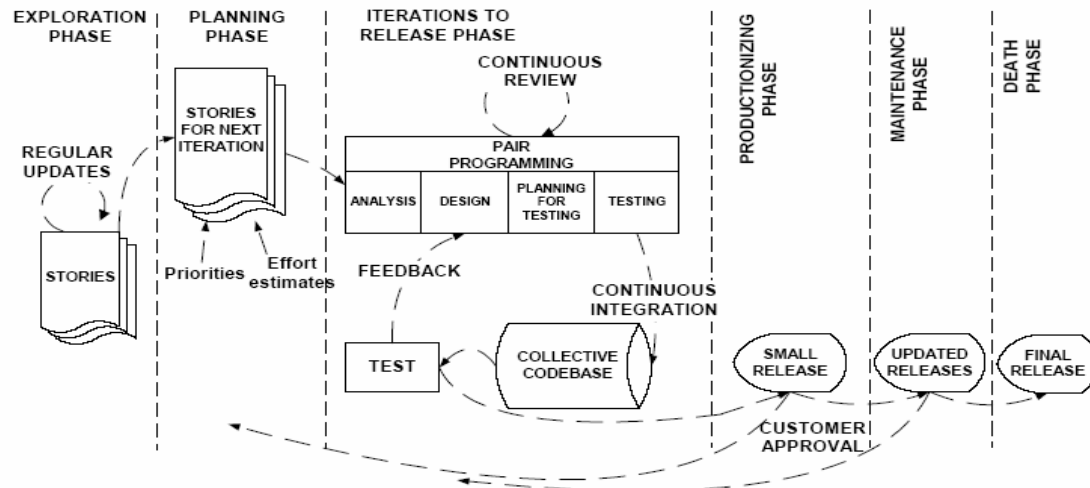 EXPLORATION
PHASE
PLANNING
PHASE
ITERATIONS TO
RELEASE PHASE
PRODUCTIONIZING
PHASE
MAINTENANCE
PHASE
DEATH
PHASE
REGULAR
UPDATES
STORIES
STORIES
FOR NEXT
ITERATION
Priorities
Effort
estimates
CONTINUOUS
REVIEW
PAIR
PROGRAMMING
ANALYSIS
DESIGN
PLANNING
FOR
TESTING
TESTING
FEEDBACK
CONTINUOUS
INTEGRATION
TEST
COLLECTIVE
CODEBASE
SMALL
RELEASE
UPDATED
RELEASES
FINAL
RELEASE
CUSTOMER
APPROVAL